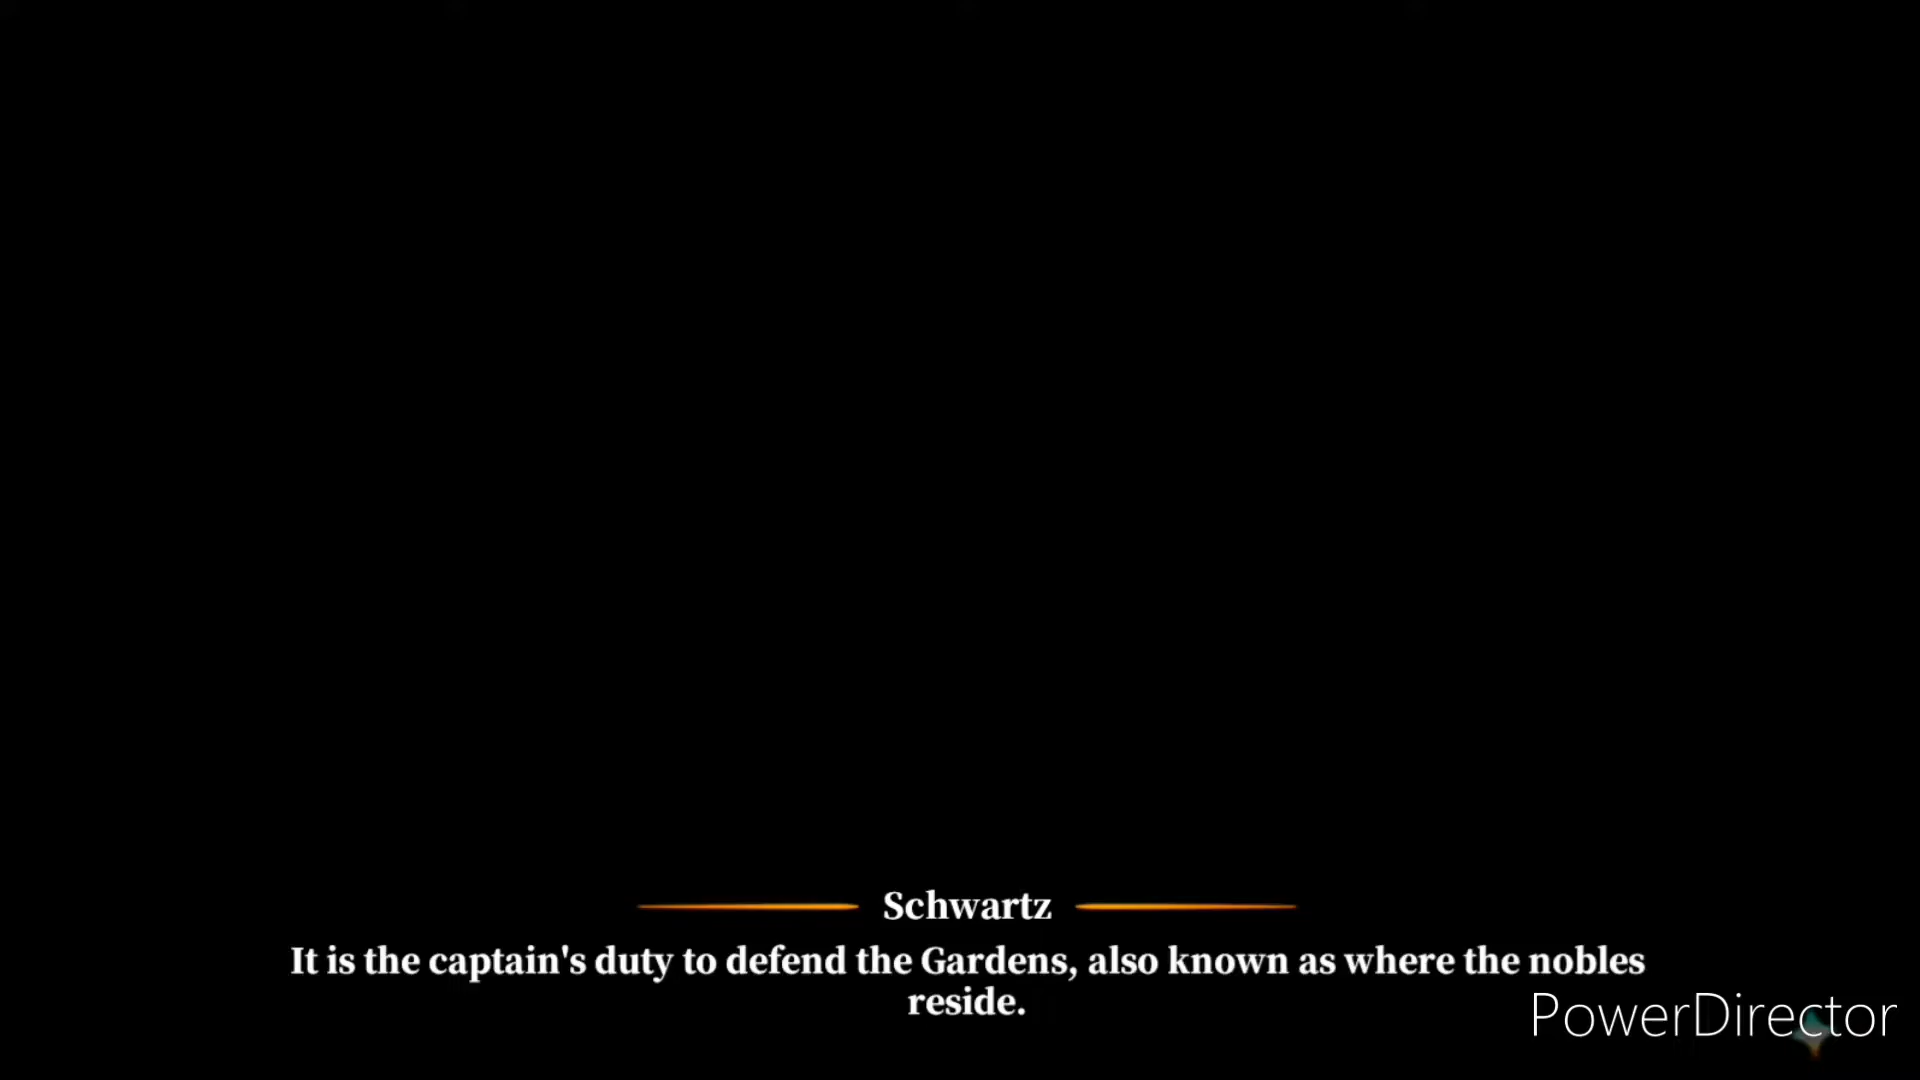 Schwartz
It is the captain's duty to defend the Gardens, also known as where the nobles
reside.
PowerDirector